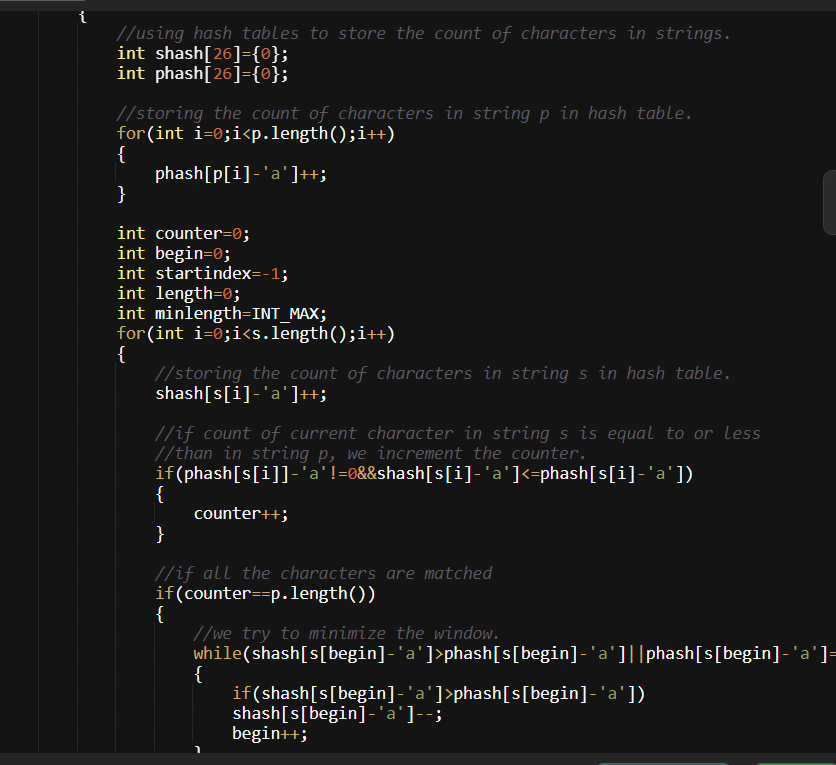 {
//using hash tables to store the count of characters in strings.
int shash[26]={0};
int phash[26]={0};
//storing the count of characters in string p in hash table.
for(int i=0;i<p.length();i++)
{
phash[p[i]-'a']++;
}
int counter=0;
int begin=0;
int startindex=-1;
int length=0;
int minlength=INT_MAX;
for(int i=0;i<s.length();i++)
{
//storing the count of characters in string s in hash table.
shash[s[i]-'a']++;
//if count of current character in string s is equal to or less
//than in string p, we increment the counter.
if(phash[s[i]]-'a'!=0&&shash[s[i]-'a']<=phash[s[i]-'a'])
{
counter++;
}
//if all the characters are matched
if(counter==p.length())
{
//we try to minimize the window.
while(shash[s[begin]-'a']>phash[s[begin]-'a']||phash[s[begin]-'a']=
{
if(shash[s[begin]-'a']>phash[s[begin]-'a'])
shash[s[begin]-'a']--;
begin++;
}